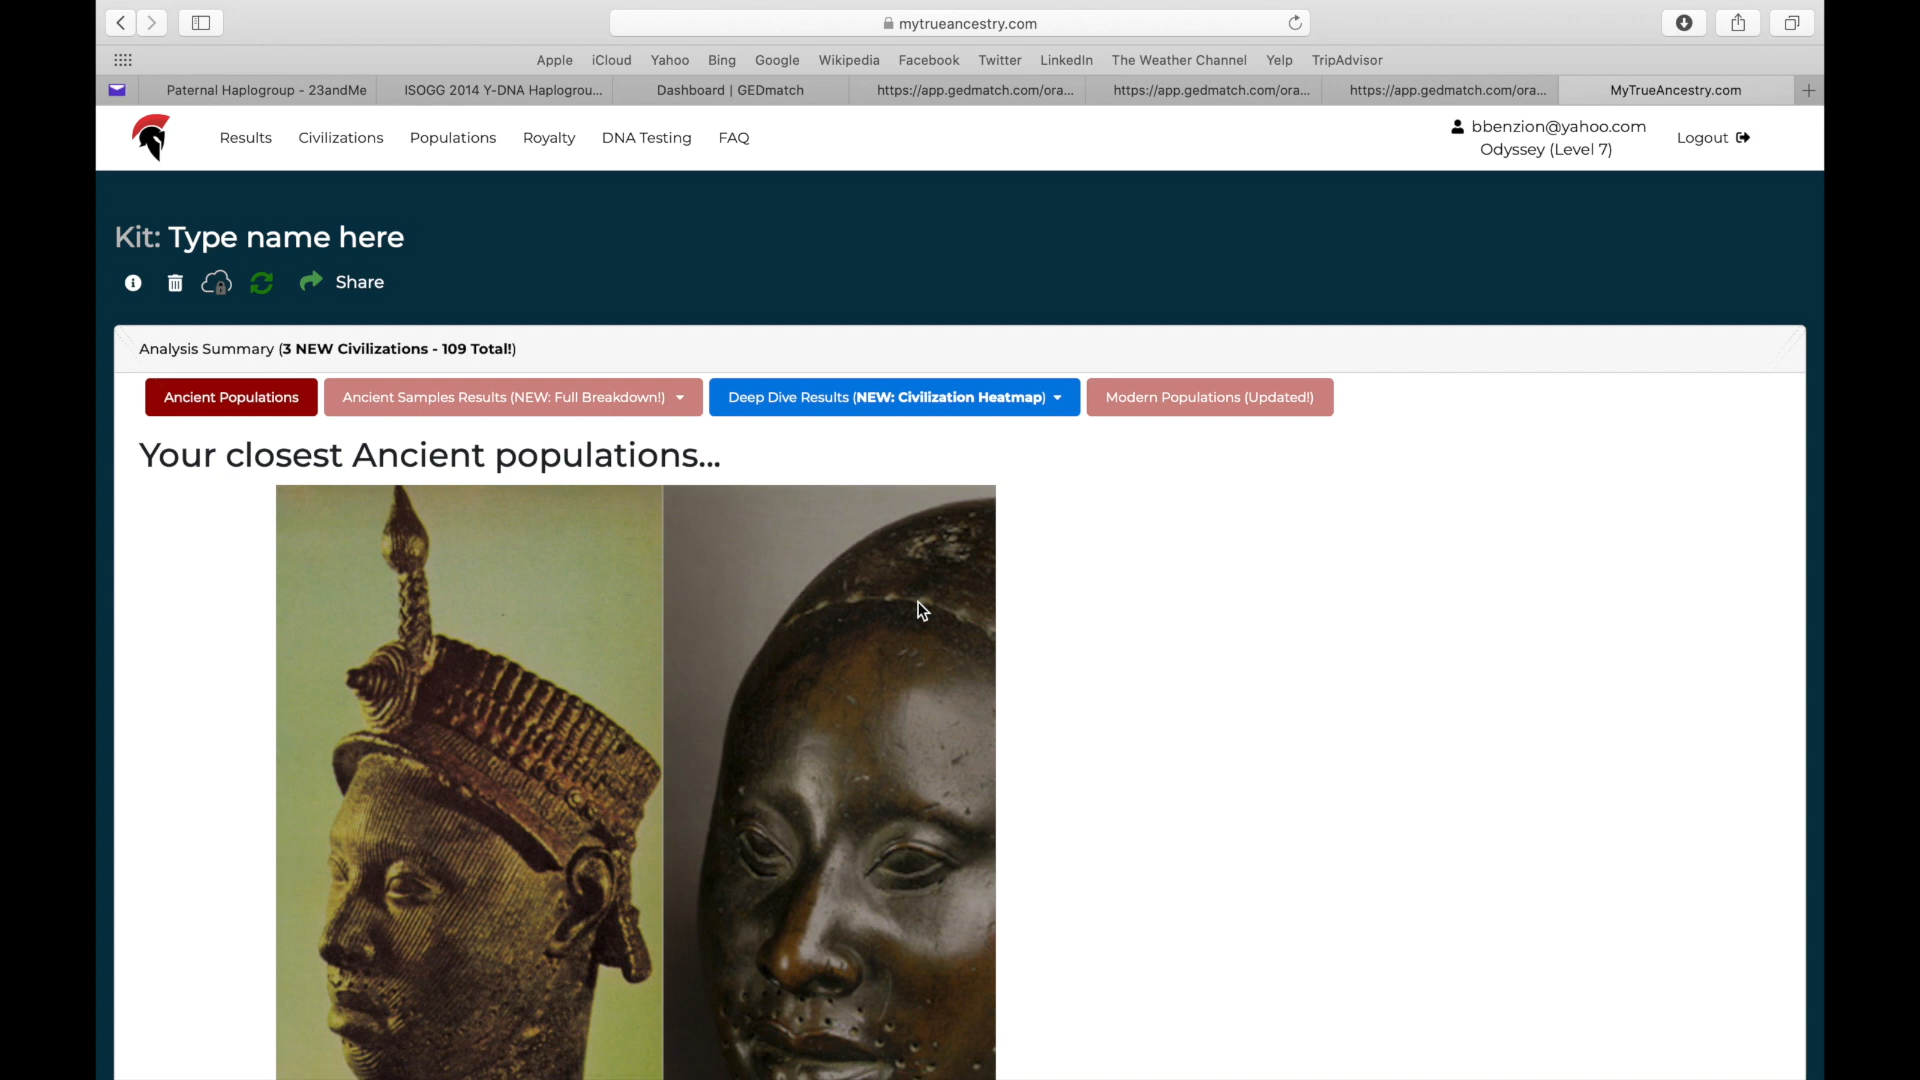 mytrueancestry.com
Apple iCloud Yahoo Bing Google Wikipedia Facebook Twitter LinkedIn The Weather Channel Yelp TripAdvisor
Paternal Haplogroup - 23andMe ISOGG 2014 Y-DNA Haplogrou... Dashboard | GEDmatch https://app.gedmatch.com/ora... https://app.gedmatch.com/ora... https://app.gedmatch.com/ora... MyTrueAncestry.com
Results Civilizations Populations Royalty DNA Testing FAQ bbenzion@yahoo.com Logout
Odyssey (Level 7)
Kit: Type name here
Share
Analysis Summary (3 NEW Civilizations - 109 Total!)
Ancient Populations Ancient Samples Results (NEW: Full Breakdown!) Deep Dive Results (NEW: Civilization Heatmap) Modern Populations (Updated!)
Your closest Ancient populations...